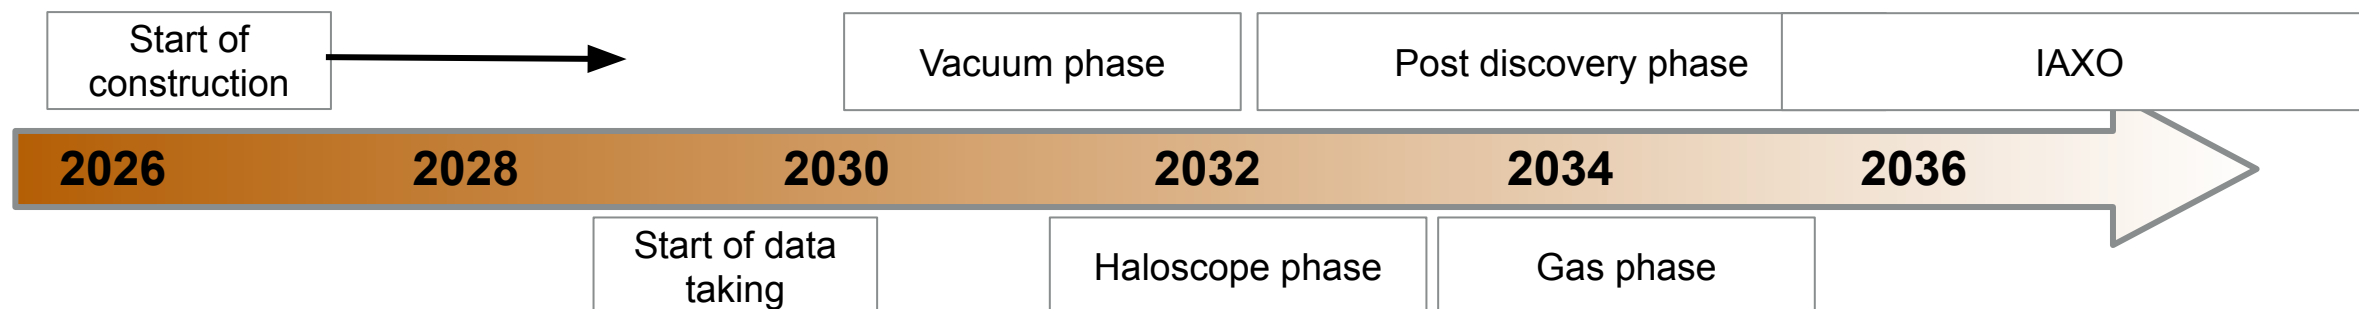 Start of
construction
Vacuum phase
Post discovery phase
IAXO
2026
2028
2030
2032
2034
2036
Start of data
taking
Haloscope phase
Gas phase